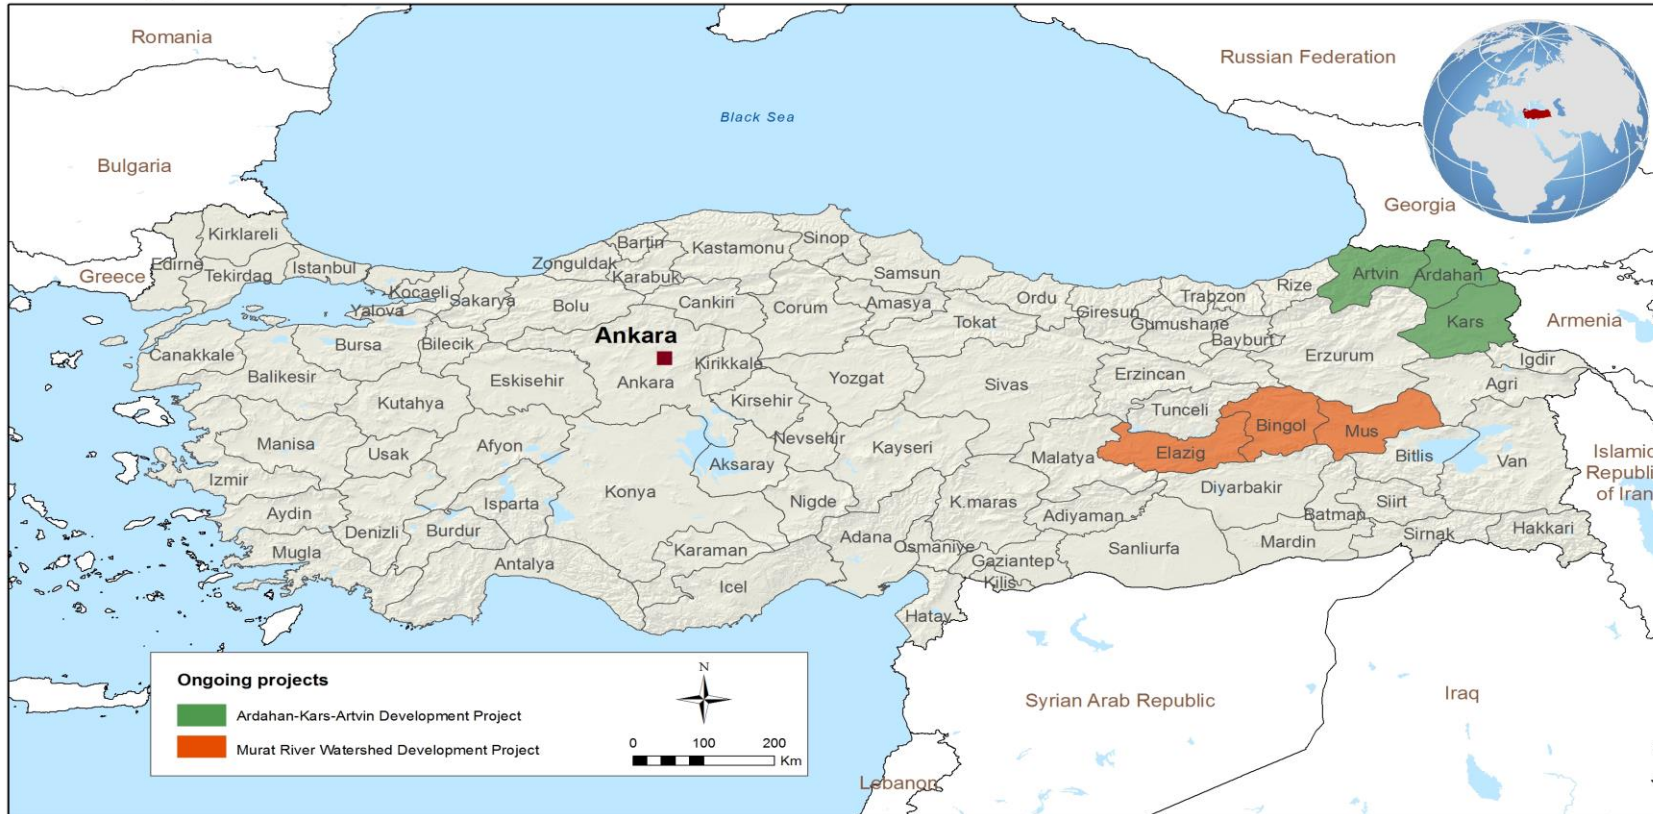 Romania
Russian Federation
Black Sea
Bulgaria
Georgia
Kirklareli
Bartin
Kastamonu
Sinop
Edirne
Istanbul
Zonguldak
Greece
Tekirdag
Karabuk
Samsun
Artvin
Ardahan
Kocaeli
Sakarya
Rize
Yalova
Bolu
Cankiri
Corum
Amasya
Ordu
Trabzon
Giresun
Tokat
Gumushane
Kars
Armenia
Ankara
Bursa
Bilecik
Bayburt
Canakkale
Erzurum
Igdir
Kirikkale
Balikesir
Eskisehir
Ankara
Yozgat
Sivas
Erzincan
Agri
Kutahya
Kirsehir
Tunceli
Bingol
Mus
Manisa
Usak
Afyon
Nevsehir
Kayseri
Malatya
Elazig
Bitlis
Van
Islamic
Republic
of Iran
Aksaray
Izmir
Konya
Isparta
Nigde
K.maras
Diyarbakir
Siirt
Aydin
Denizli
Burdur
Adiyaman
Batman
Hakkari
Mugla
Antalya
Karaman
Adana
Osmaniye
Gaziantep
Sanliurfa
Mardin
Sirnak
Icel
Kilis
Hatay
Ongoing projects
Ardahan-Kars-Artvin Development Project
Murat River Watershed Development Project
N
0 100 200
Km
Syrian Arab Republic
Iraq
Lebanon